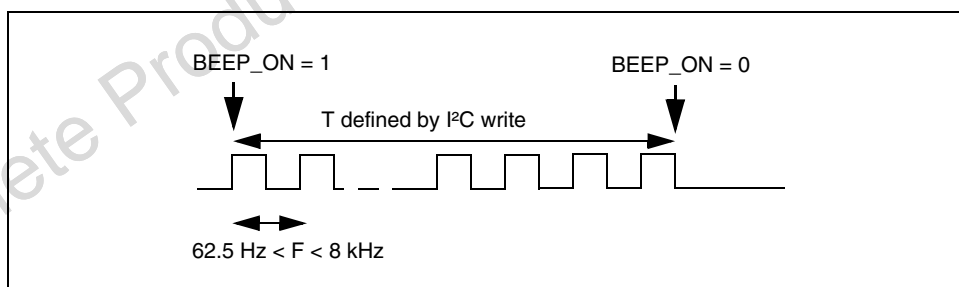 BEEP_ON = 1
BEEP_ON = 0
T defined by I²C write
62.5 Hz < F < 8 kHz